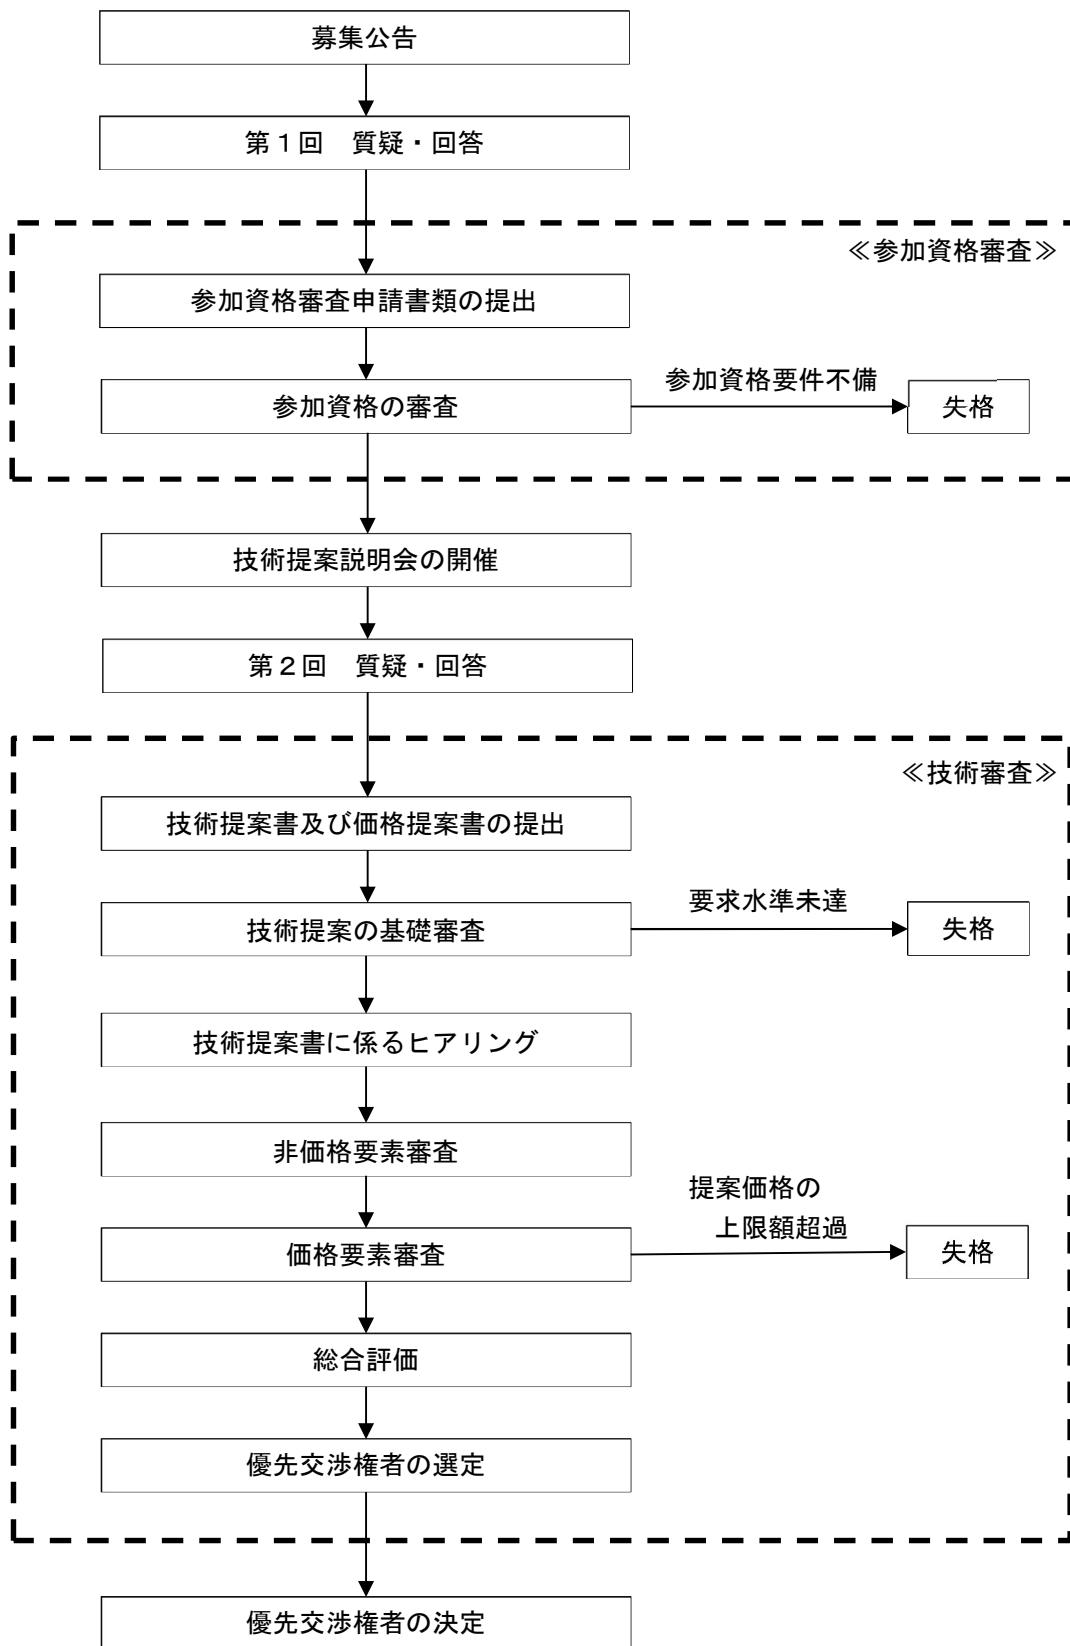 募集公告
第１回　質疑・回答
≪参加資格審査≫
参加資格審査申請書類の提出
参加資格要件不備
参加資格の審査
失格
技術提案説明会の開催
第２回　質疑・回答
≪技術審査≫
技術提案書及び価格提案書の提出
要求水準未達
技術提案の基礎審査
失格
技術提案書に係るヒアリング
非価格要素審査
提案価格の
上限額超過
価格要素審査
失格
総合評価
優先交渉権者の選定
優先交渉権者の決定